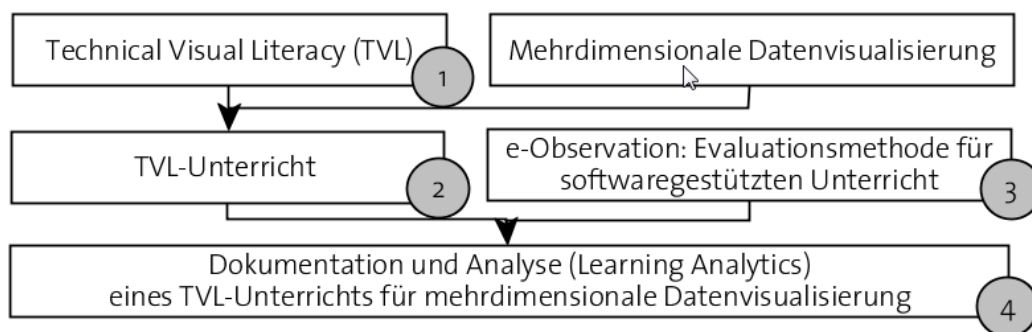 Technical Visual Literacy (TVL)
1
Mehrdimensionale Datenvisualisierung
TVL-Unterricht
2
e-Observation: Evaluationsmethode für
softwaregestützten Unterricht
3
Dokumentation und Analyse (Learning Analytics)
eines TVL-Unterrichts für mehrdimensionale Datenvisualisierung
4